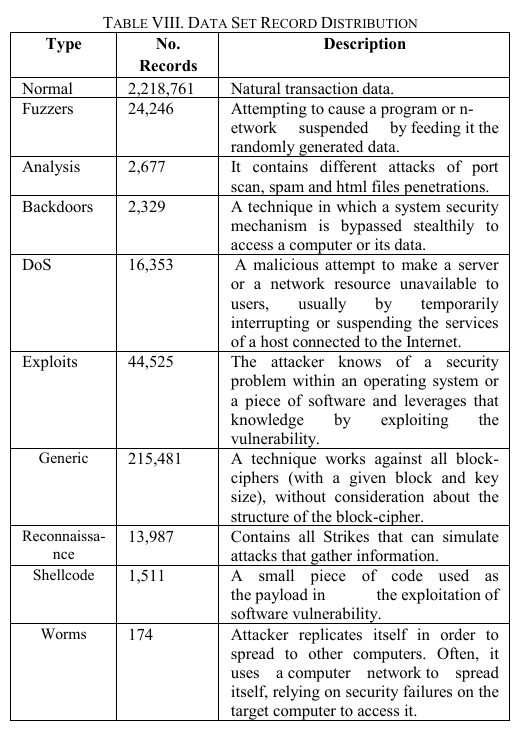 TABLE VIII. DATA SET RECORD DISTRIBUTION
Type No. Records Description
Normal 2,218,761 Natural transaction data.
Fuzzers 24,246 Attempting to cause a program or n-
etwork suspended by feeding it the
randomly generated data.
Analysis 2,677 It contains different attacks of port
scan, spam and html files penetrations.
Backdoors 2,329 A technique in which a system security
mechanism is bypassed stealthily to
access a computer or its data.
DoS 16,353 A malicious attempt to make a server
or a network resource unavailable to
users, usually by temporarily
interrupting or suspending the services
of a host connected to the Internet.
Exploits 44,525 The attacker knows of a security
problem within an operating system or
a piece of software and leverages that
knowledge by exploiting the
vulnerability.
Generic 215,481 A technique works against all block-
ciphers (with a given block and key
size), without consideration about the
structure of the block-cipher.
Reconnaissa-
nce 13,987 Contains all Strikes that can simulate
attacks that gather information.
Shellcode 1,511 A small piece of code used as
the payload in the exploitation of
software vulnerability.
Worms 174 Attacker replicates itself in order to
spread to other computers. Often, it
uses a computer network to spread
itself, relying on security failures on the
target computer to access it.